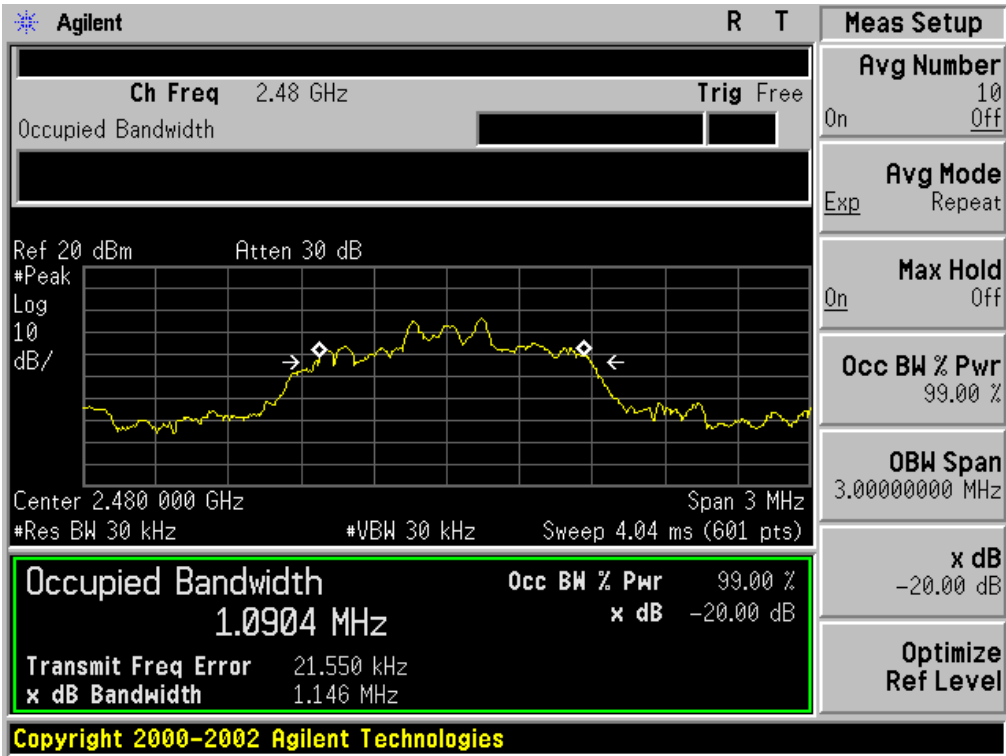 Agilent R T
Ch Freq 2.48 GHz Trig Free
Occupied Bandwidth
Ref 20 dBm Atten 30 dB
#Peak
Log
10
dB/
Center 2.480 000 GHz Span 3 MHz
#Res BW 30 kHz #VBW 30 kHz Sweep 4.04 ms (601 pts)
Occupied Bandwidth Occ BW % Pwr 99.00 %
1.0904 MHz x dB -20.00 dB
Transmit Freq Error 21.550 kHz
x dB Bandwidth 1.146 MHz
Copyright 2000-2002 Agilent Technologies
Meas Setup
Avg Number
10
On Off
Avg Mode
Exp Repeat
Max Hold
On Off
Occ BW % Pwr
99.00 %
OBW Span
3.00000000 MHz
x dB
-20.00 dB
Optimize
Ref Level